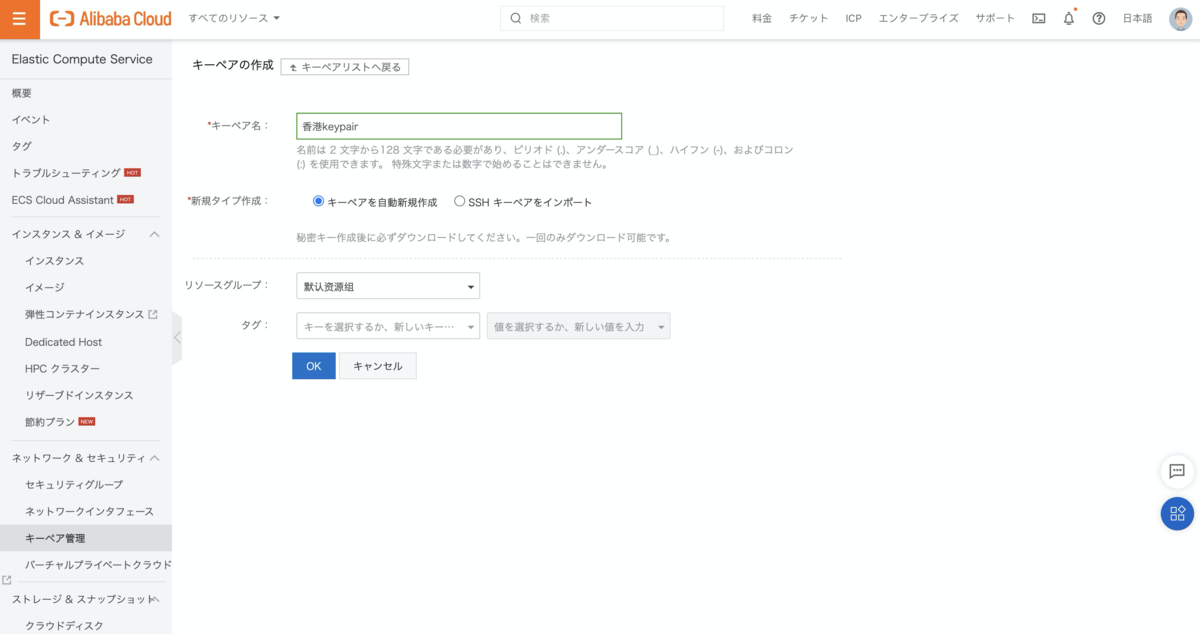 Alibaba Cloud
すべてのリソース
検索
料金
チケット
ICP
エンタープライズ
サポート
日本語
Elastic Compute Service
概要
イベント
タグ
トラブルシューティング HOT
ECS Cloud Assistant HOT
インスタンス & イメージ
インスタンス
イメージ
弾性コンテナインスタンス
Dedicated Host
HPC クラスター
リザーブドインスタンス
節約プラン NEW
ネットワーク & セキュリティ
セキュリティグループ
ネットワークインタフェース
キーペア管理
バーチャルプライベートクラウド
ストレージ & スナップショット
クラウドディスク
キーペアの作成
キーペアリストへ戻る
*キーペア名：
香港keypair
名前は 2 文字から128 文字である必要があり、ピリオド (.)、アンダースコア (_)、ハイフン (-)、およびコロン
(:) を使用できます。 特殊文字または数字で始めることはできません。
*新規タイプ作成：
キーペアを自動新規作成
SSH キーペアをインポート
秘密キー作成後に必ずダウンロードしてください。一回のみダウンロード可能です。
リソースグループ：
默认资源组
タグ：
キーを選択するか、新しいキー…
値を選択するか、新しい値を入力
OK
キャンセル